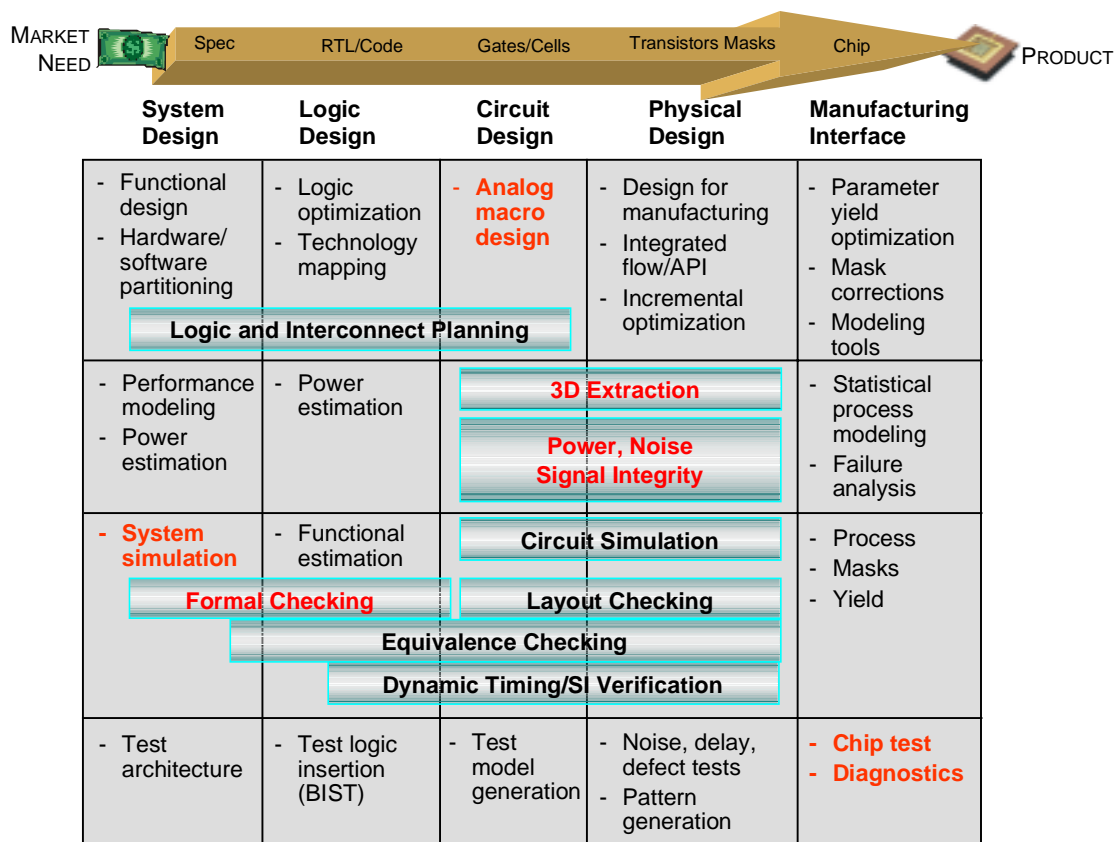 MARKET
NEED
Spec
RTL/Code
Gates/Cells
Transistors Masks
Chip
PRODUCT
System
Design
Logic
Design
Circuit
Design
Physical
Design
Manufacturing
Interface
- Functional
design
- Hardware/
software
partitioning
- Logic
optimization
- Technology
mapping
- Analog
macro
design
- Design for
manufacturing
- Integrated
flow/API
- Incremental
optimization
- Parameter
yield
optimization
- Mask
corrections
- Modeling
tools
Logic and Interconnect Planning
- Performance
modeling
- Power
estimation
- Power
estimation
3D Extraction
Power, Noise
Signal Integrity
- Statistical
process
modeling
- Failure
analysis
- System
simulation
- Functional
estimation
Circuit Simulation
- Process
- Masks
- Yield
Formal Checking
Layout Checking
Equivalence Checking
Dynamic Timing/SI Verification
- Test
architecture
- Test logic
insertion
(BIST)
- Test
model
generation
- Noise, delay,
defect tests
- Pattern
generation
- Chip test
- Diagnostics